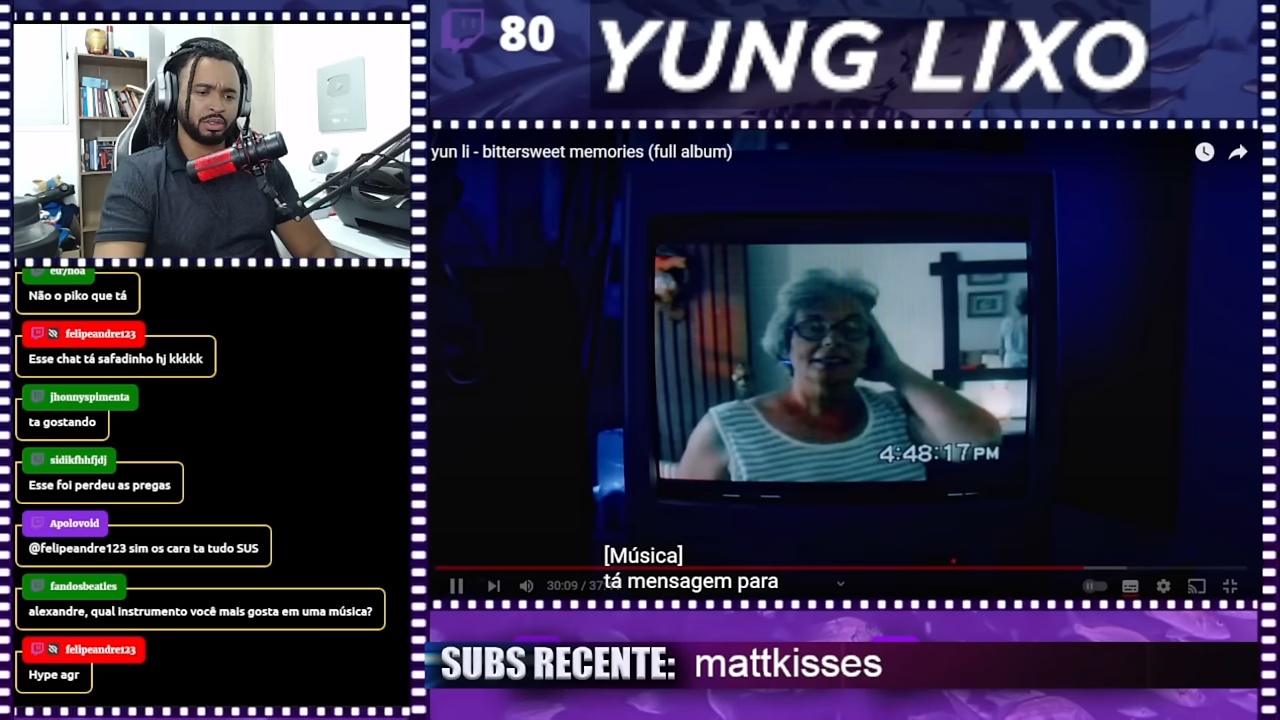 80
YUNG LIXO
yun li - bittersweet memories (full album)
4:48:17 PM
[Música]
tá mensagem para
30:09 / 37:
eu7hoa
Não o piko que tá
felipeandre123
Esse chat tá safadinho hj kkkkk
jhonnyspimenta
ta gostando
sidikfhhfjdj
Esse foi perdeu as pregas
Apolovoid
@felipeandre123 sim os cara ta tudo SUS
fandosbeatles
alexandre, qual instrumento você mais gosta em uma música?
felipeandre123
Hype agr
SUBS RECENTE: mattkisses